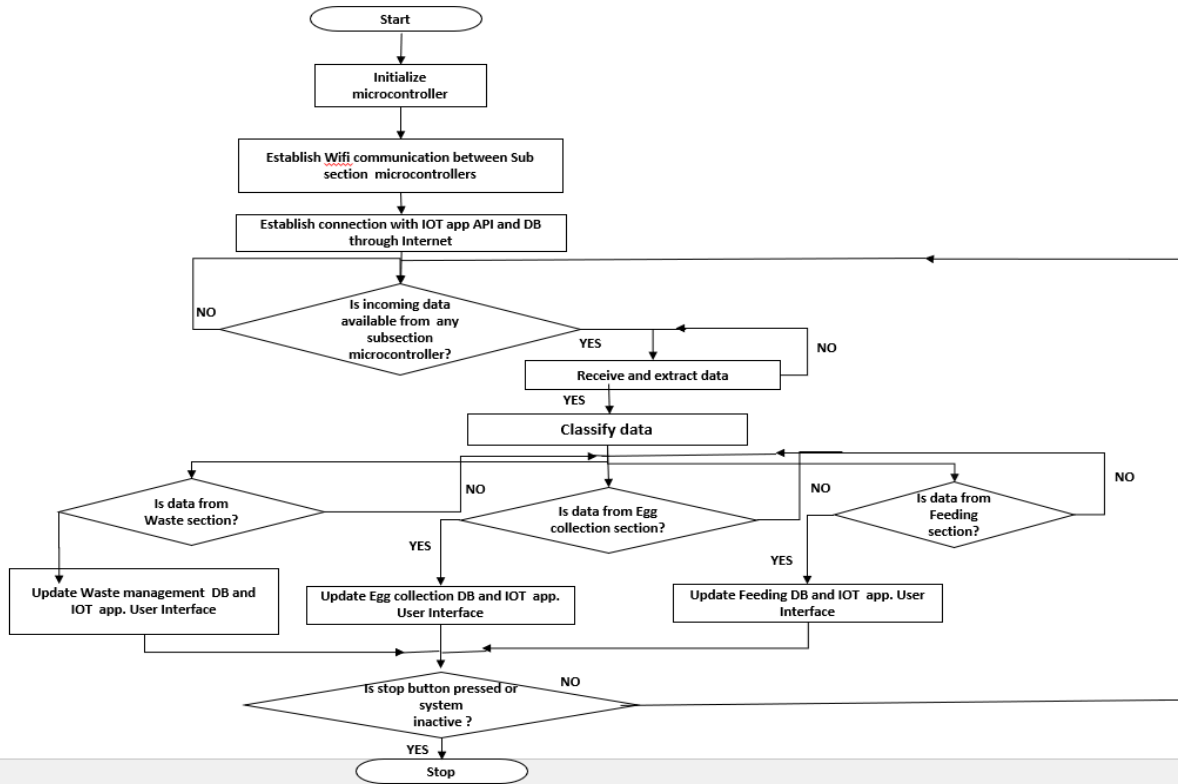 Start
Initialize
microcontroller
Establish Wifi communication between Sub
section microcontrollers
Establish connection with IOT app API and DB
through Internet
Is incoming data
available from any
subsection
microcontroller?
NO
YES
NO
Receive and extract data
YES
Classify data
Is data from
Waste section?
NO
Is data from Egg
collection section?
NO
Is data from
Feeding
section?
NO
YES
YES
Update Waste management DB and
IOT app. User Interface
Update Egg collection DB and IOT app.
User Interface
Update Feeding DB and IOT app. User
Interface
Is stop button pressed or
system
inactive ?
NO
YES
Stop